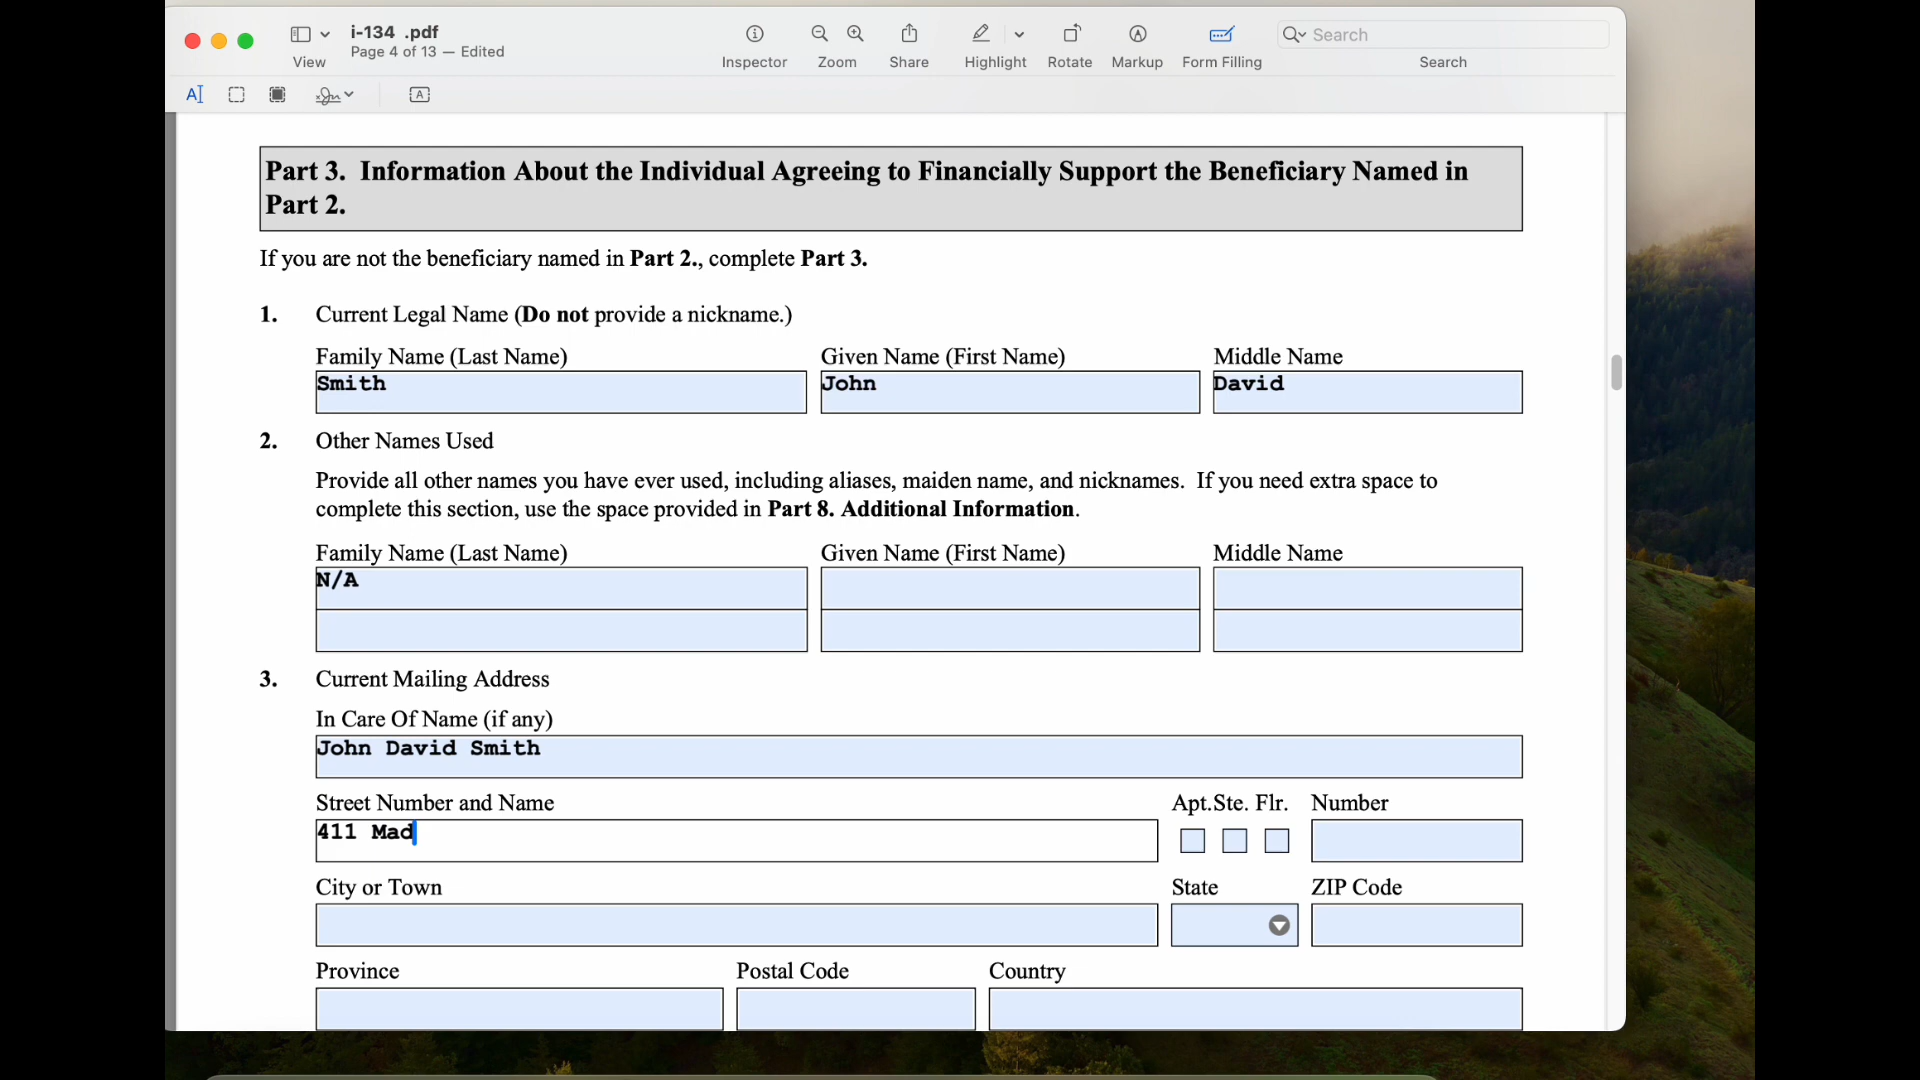 i-134 .pdf
Page 4 of 13 — Edited
View
Inspector
Zoom
Share
Highlight
Rotate
Markup
Form Filling
Search
Search
A
A
Part 3. Information About the Individual Agreeing to Financially Support the Beneficiary Named in
Part 2.
If you are not the beneficiary named in Part 2., complete Part 3.
1. Current Legal Name (Do not provide a nickname.)
Family Name (Last Name) Given Name (First Name) Middle Name
Smith John David
2. Other Names Used
Provide all other names you have ever used, including aliases, maiden name, and nicknames. If you need extra space to
complete this section, use the space provided in Part 8. Additional Information.
Family Name (Last Name) Given Name (First Name) Middle Name
N/A
3. Current Mailing Address
In Care Of Name (if any)
John David Smith
Street Number and Name Apt. Ste. Flr. Number
411 Mad
City or Town State ZIP Code
Province Postal Code Country